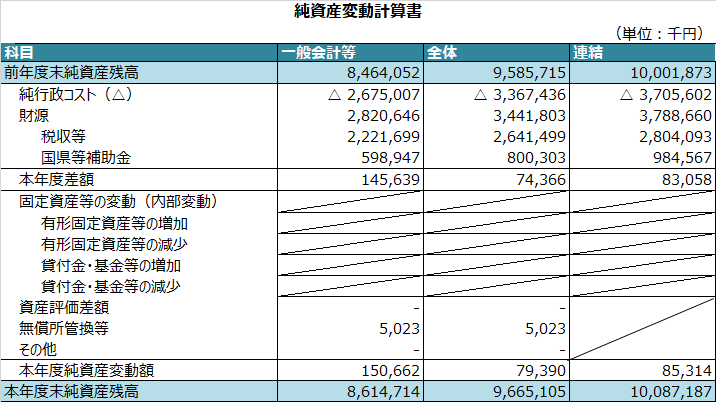 純資産変動計算書
（単位：千円）
科目 一般会計等 全体 連結
前年度末純資産残高 8,464,052 9,585,715 10,001,873
純行政コスト（△） △ 2,675,007 △ 3,367,436 △ 3,705,602
財源 2,820,646 3,441,803 3,788,660
税収等 2,221,699 2,641,499 2,804,093
国県等補助金 598,947 800,303 984,567
本年度差額 145,639 74,366 83,058
固定資産等の変動（内部変動）
有形固定資産等の増加
有形固定資産等の減少
貸付金・基金等の増加
貸付金・基金等の減少
資産評価差額 - -
無償所管換等 5,023 5,023
その他 - -
本年度純資産変動額 150,662 79,390 85,314
本年度末純資産残高 8,614,714 9,665,105 10,087,187